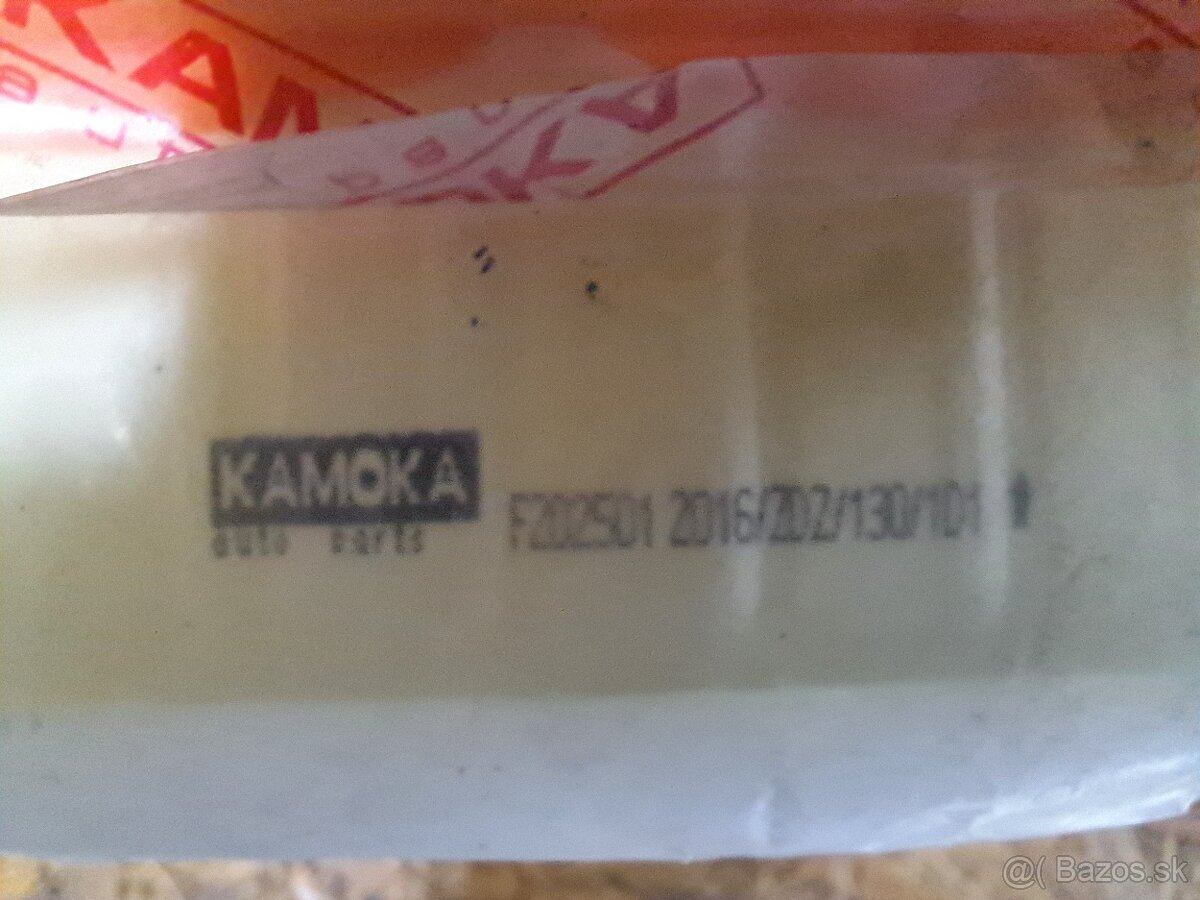 KAMOKA
auto parts
F202501 2016/202/130/101
@( Bazos.sk